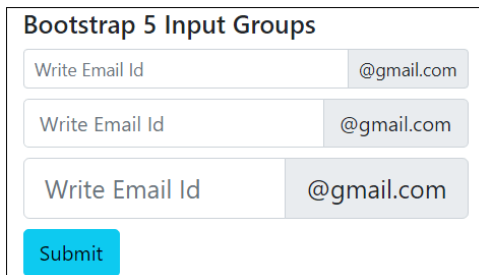 Bootstrap 5 Input Groups
Write Email Id @gmail.com
Write Email Id @gmail.com
Write Email Id @gmail.com
Submit